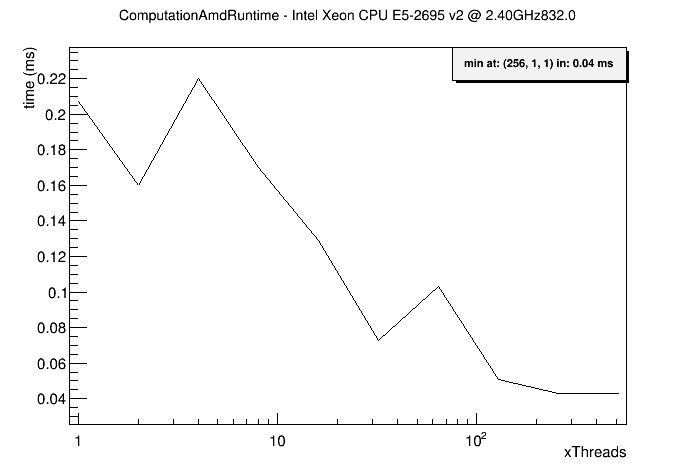 ComputationAmdRuntime - Intel Xeon CPU E5-2695 v2 @ 2.40GHz832.0
time (ms)
min at: (256, 1, 1) in: 0.04 ms
0.22
0.2
0.18
0.16
0.14
0.12
0.1
0.08
0.06
0.04
1 10 10²
xThreads